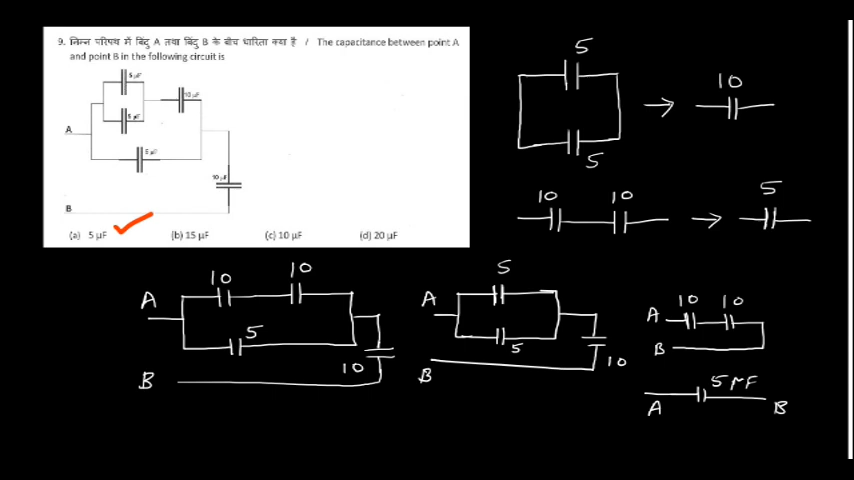 9. निम्न परिपथ में बिंदु A तथा बिंदु B के बीच धारिता क्या है / The capacitance between point A
and point B in the following circuit is
5 μF
10 μF
5 μF
A
5 μF
10 μF
B
(a) 5 μF (b) 15 μF (c) 10 μF (d) 20 μF
5
5
10
10 10
5
A 10 10
5
10
B
A 5
5
10
B
A 10 10
B
5 μF
A B